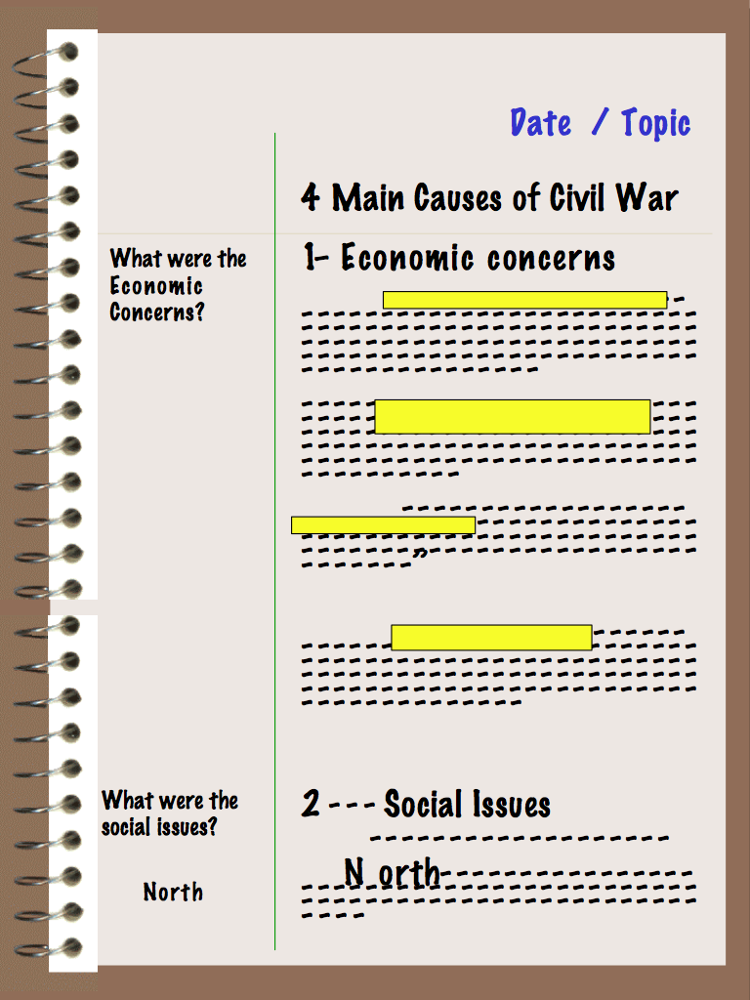 Date / Topic
4 Main Causes of Civil War
What were the
Economic
Concerns?
1- Economic concerns
”
What were the
social issues?
North
2 --- Social Issues
North